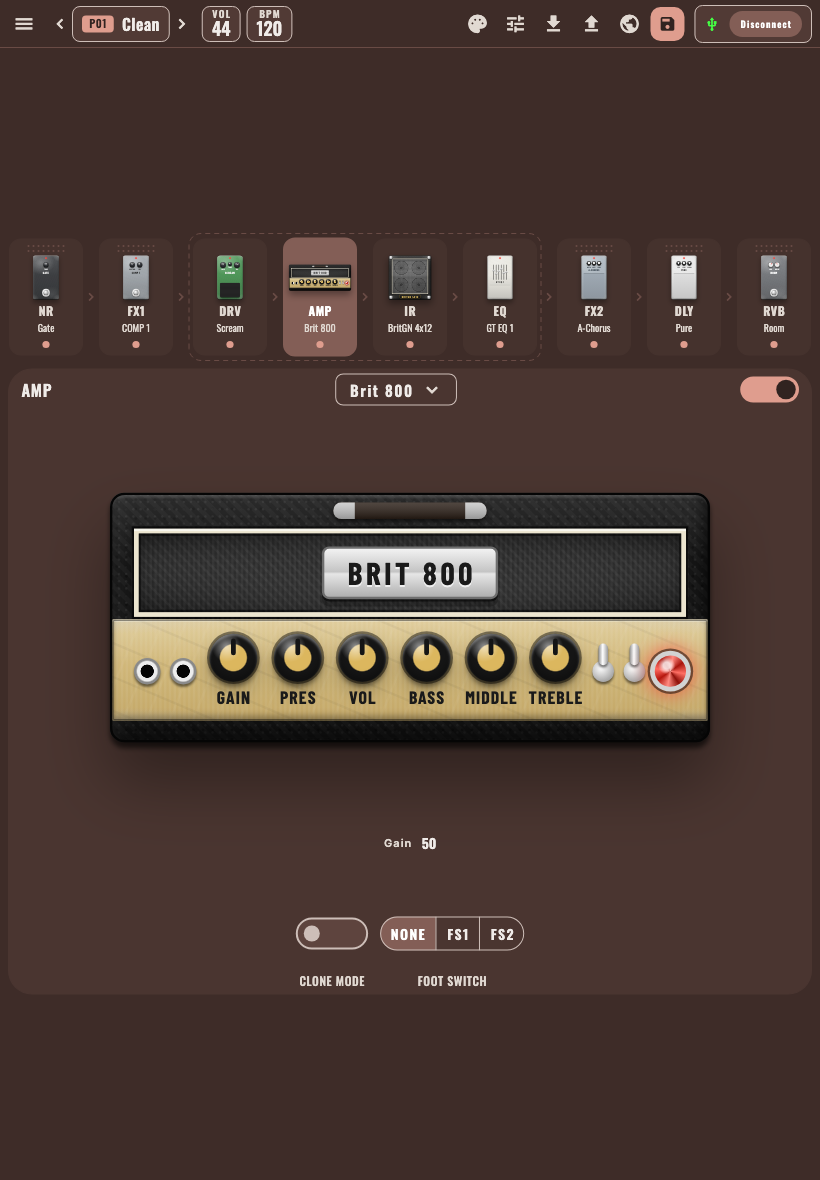 P01 Clean
VOL
44
BPM
120
Disconnect
NR
Gate
FX1
COMP 1
DRV
Scream
AMP
Brit 800
IR
BritGN 4x12
EQ
GT EQ 1
FX2
A-Chorus
DLY
Pure
RVB
Room
AMP
Brit 800
BRIT 800
GAIN PRES VOL BASS MIDDLE TREBLE
Gain 50
NONE FS1 FS2
CLONE MODE FOOT SWITCH